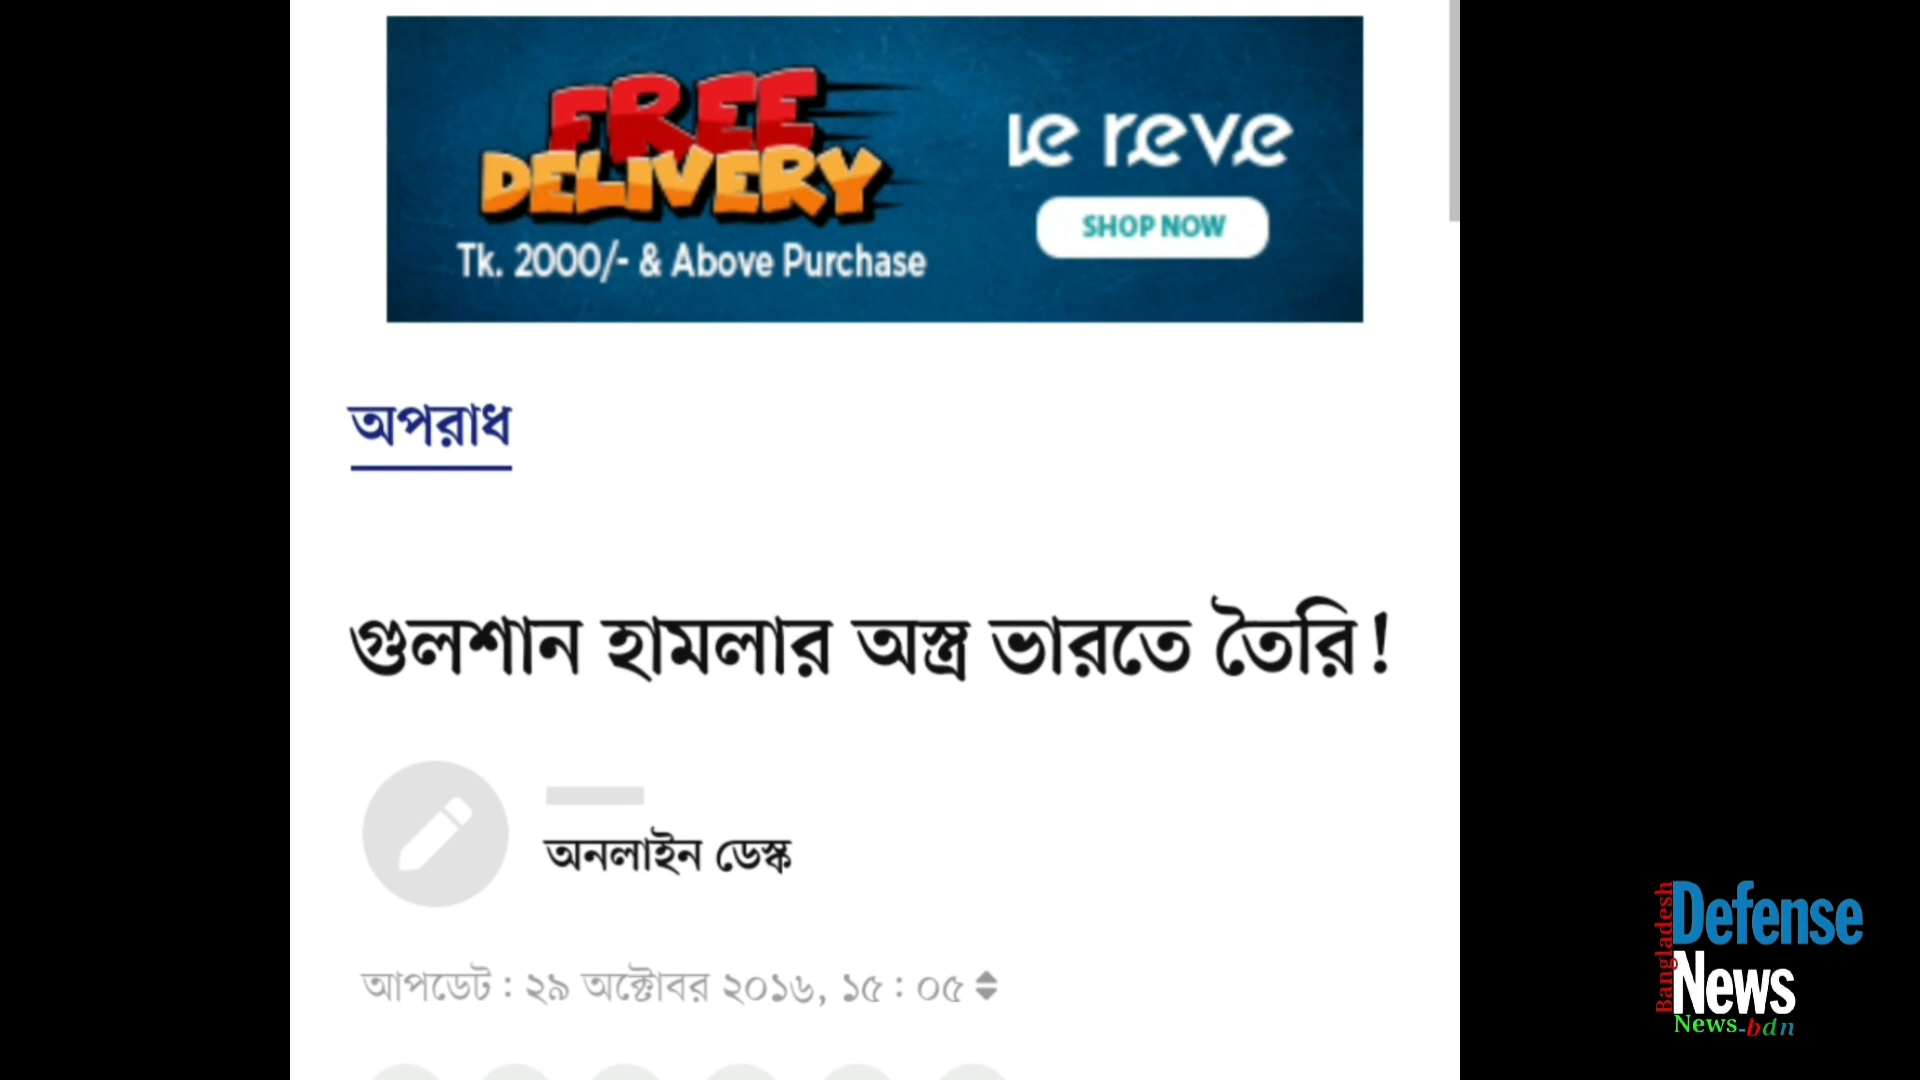 FREE
DELIVERY
Tk. 2000/- & Above Purchase
le reve
SHOP NOW
অপরাধ
গুলশান হামলার অস্ত্র ভারতে তৈরি!
অনলাইন ডেস্ক
আপডেট : ২৯ অক্টোবর ২০১৬, ১৫ : ০৫
Bangladesh
Defense
News
News-bdn